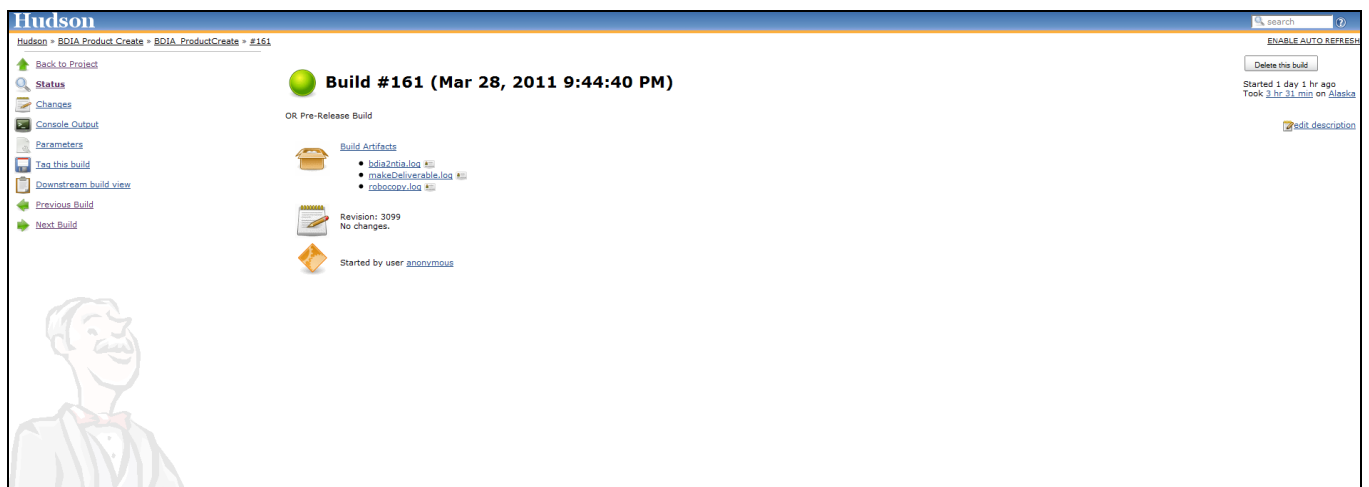 Hudson
search
Hudson » BDIA Product Create » BDIA_ProductCreate » #161
ENABLE AUTO REFRESH
Back to Project
Status
Changes
Console Output
Parameters
Tag this build
Downstream build view
Previous Build
Next Build
Build #161 (Mar 28, 2011 9:44:40 PM)
OR Pre-Release Build
Build Artifacts
bdia2ntia.log
makeDeliverable.log
robocopy.log
Revision: 3099
No changes.
Started by user anonymous
Delete this build
Started 1 day 1 hr ago
Took 3 hr 31 min on Alaska
edit description